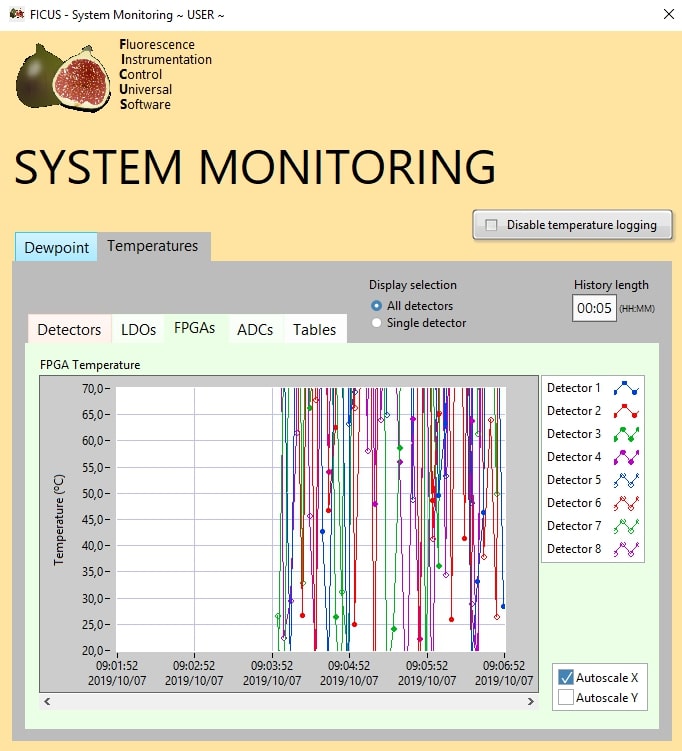 FICUS - System Monitoring ~ USER ~
Fluorescence
Instrumentation
Control
Universal
Software
SYSTEM MONITORING
Disable temperature logging
Dewpoint Temperatures
Display selection
All detectors
Single detector
History length
00:05 (HH:MM)
Detectors LDOs FPGAs ADCs Tables
FPGA Temperature
Temperature (ºC)
70,0
65,0
60,0
55,0
50,0
45,0
40,0
35,0
30,0
25,0
20,0
09:01:52 09:02:52 09:03:52 09:04:52 09:05:52 09:06:52
2019/10/07 2019/10/07 2019/10/07 2019/10/07 2019/10/07 2019/10/07
Detector 1
Detector 2
Detector 3
Detector 4
Detector 5
Detector 6
Detector 7
Detector 8
Autoscale X
Autoscale Y